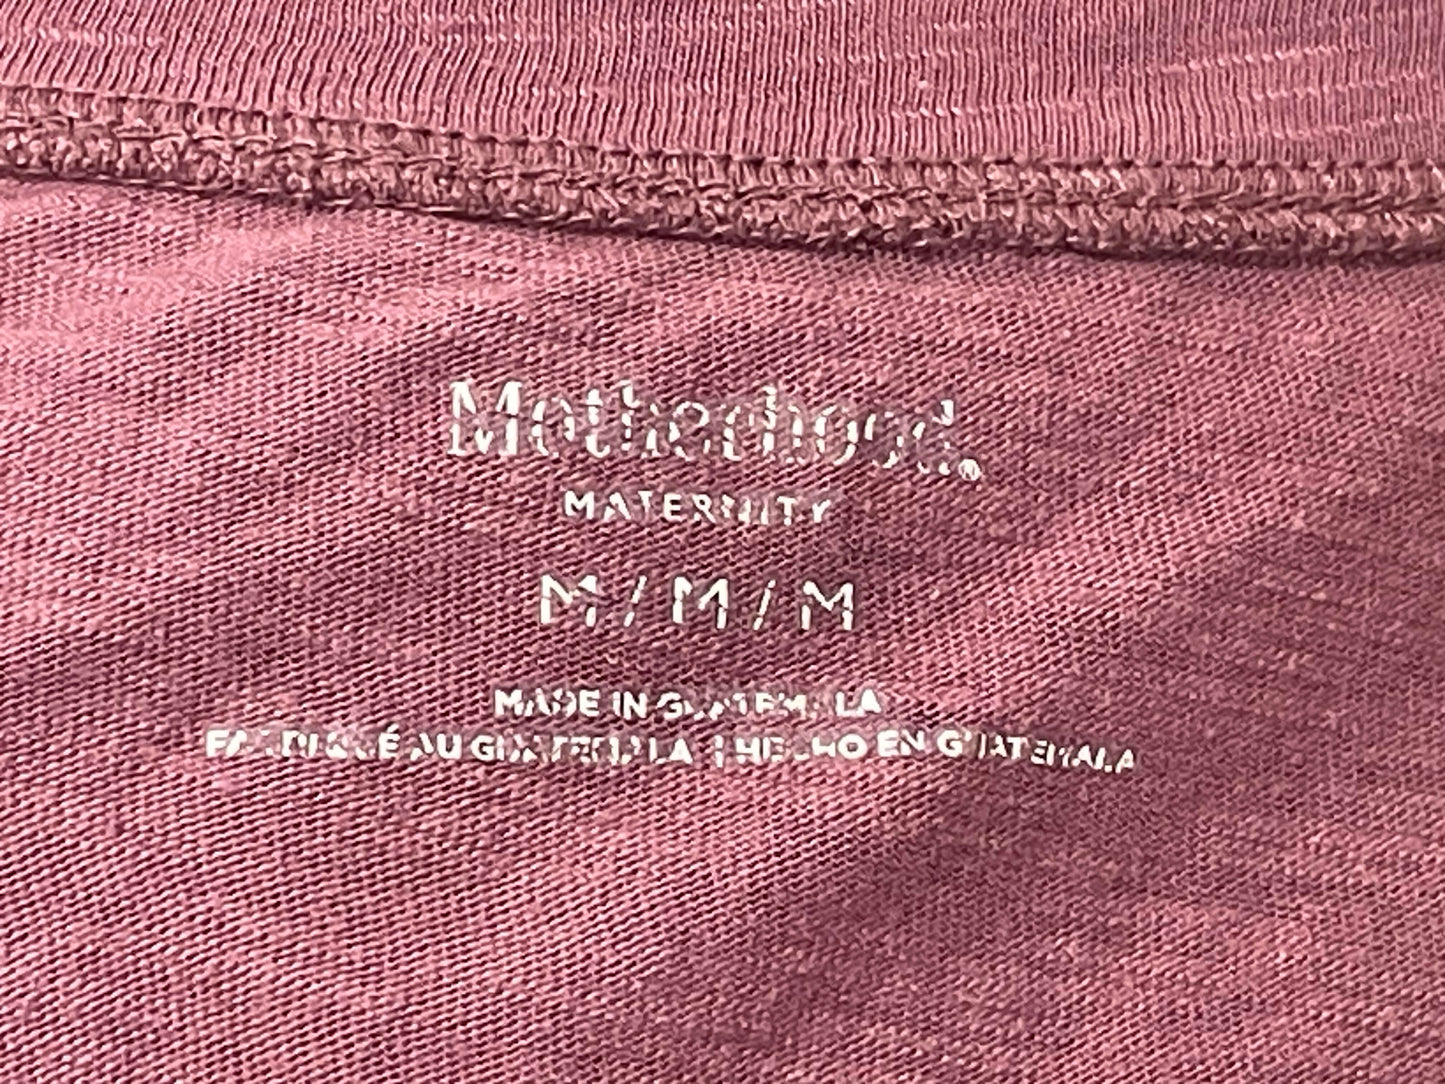 Motherhood®
MATERNITY
M / M / M
MADE IN GUATEMALA
FABRIQUÉ AU GUATEMALA | HECHO EN GUATEMALA